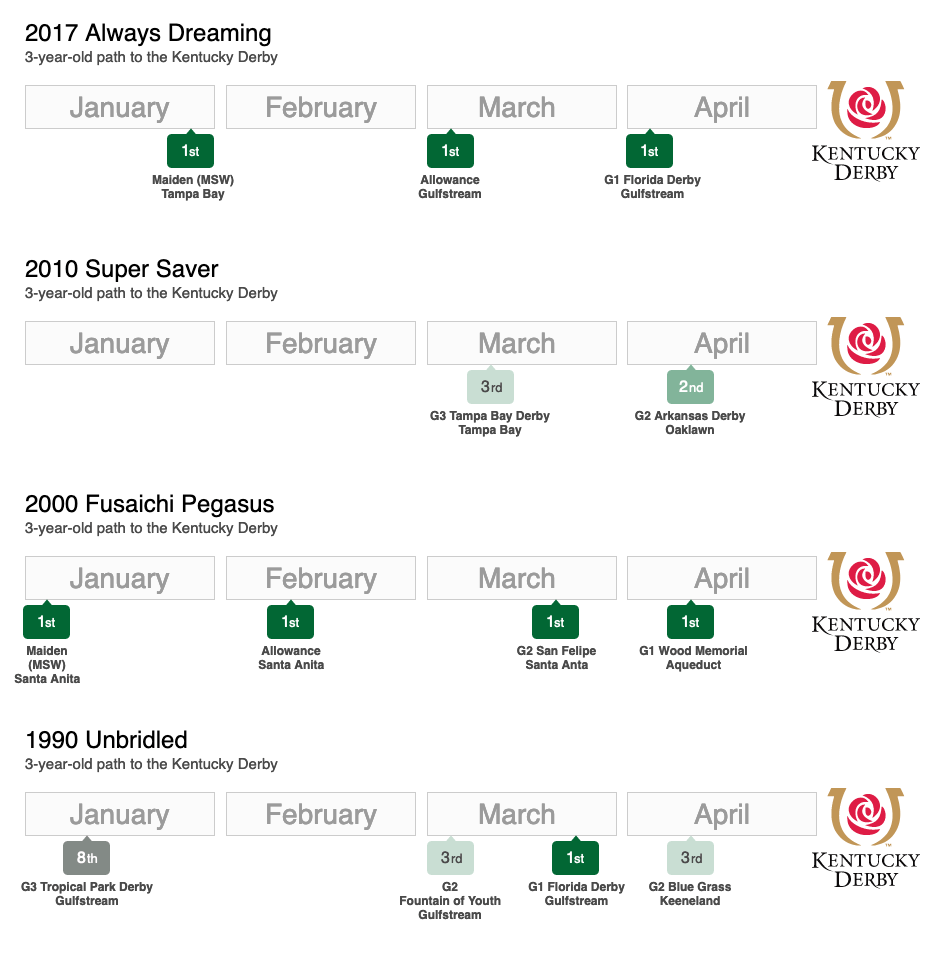 2017 Always Dreaming
3-year-old path to the Kentucky Derby
January February March April
KENTUCKY
DERBY
™
1st 1st 1st
Maiden (MSW) Allowance G1 Florida Derby
Tampa Bay Gulfstream Gulfstream
2010 Super Saver
3-year-old path to the Kentucky Derby
January February March April
KENTUCKY
DERBY
™
3rd 2nd
G3 Tampa Bay Derby G2 Arkansas Derby
Tampa Bay Oaklawn
2000 Fusaichi Pegasus
3-year-old path to the Kentucky Derby
January February March April
KENTUCKY
DERBY
™
1st 1st 1st 1st
Maiden Allowance G2 San Felipe G1 Wood Memorial
(MSW) Santa Anita Santa Anta Aqueduct
Santa Anita
1990 Unbridled
3-year-old path to the Kentucky Derby
January February March April
KENTUCKY
DERBY
™
8th 3rd 1st 3rd
G3 Tropical Park Derby G2 G1 Florida Derby G2 Blue Grass
Gulfstream Fountain of Youth Gulfstream Keeneland
Gulfstream